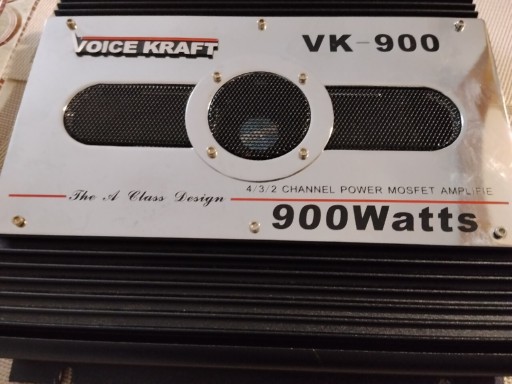 VOICE KRAFT
VK-900
4/3/2 CHANNEL POWER MOSFET AMPLIFIE
The A Class Design
900Watts